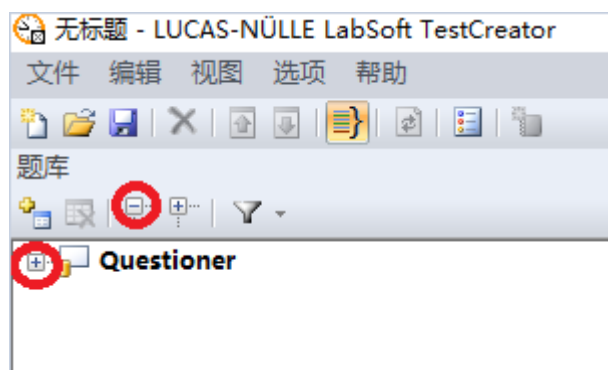 无标题 - LUCAS-NÜLLE LabSoft TestCreator
文件 编辑 视图 选项 帮助
题库
Questioner